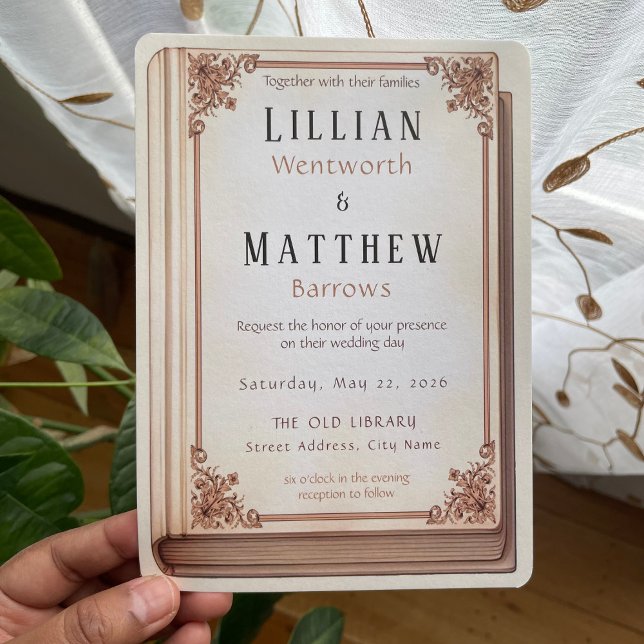 Together with their families
LILLIAN
Wentworth
&
MATTHEW
Barrows
Request the honor of your presence
on their wedding day
Saturday, May 22, 2026
THE OLD LIBRARY
Street Address, City Name
six o'clock in the evening
reception to follow